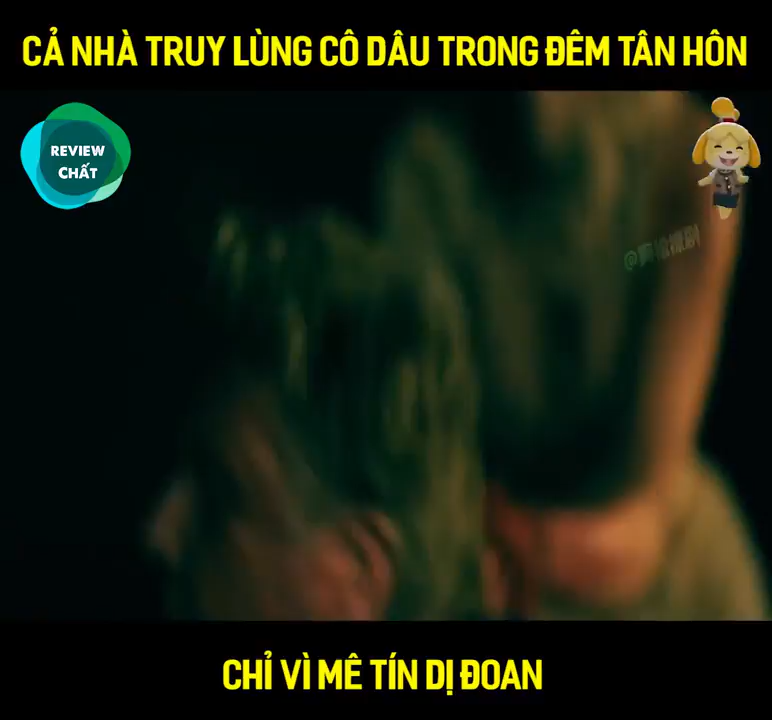 CẢ NHÀ TRUY LÙNG CÔ DÂU TRONG ĐÊM TÂN HÔN
REVIEW
CHẤT
CHỈ VÌ MÊ TÍN DỊ ĐOAN